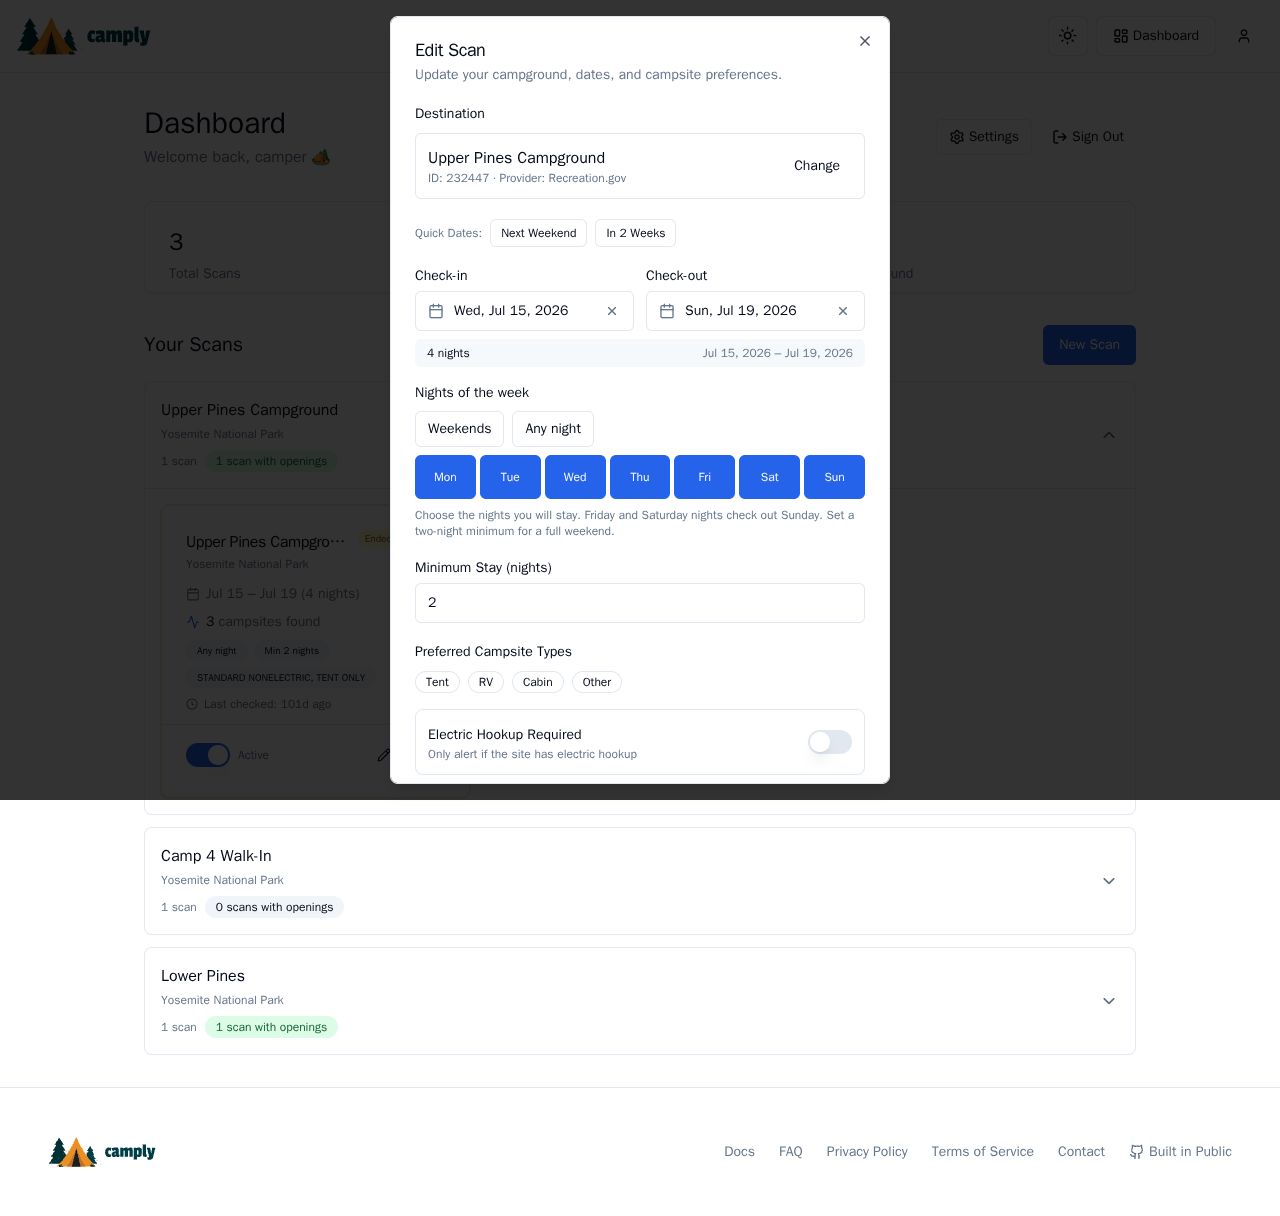 camply
Dashboard
Dashboard
Welcome back, camper
Settings
Sign Out
3
Total Scans
und
Your Scans
New Scan
Upper Pines Campground
Yosemite National Park
1 scan
1 scan with openings
Upper Pines Campgro…
Ended
Yosemite National Park
Jul 15 – Jul 19 (4 nights)
3 campsites found
Any night
Min 2 nights
STANDARD NONELECTRIC, TENT ONLY
Last checked: 101d ago
Active
Edit Scan
Update your campground, dates, and campsite preferences.
Destination
Upper Pines Campground
ID: 232447 · Provider: Recreation.gov
Change
Quick Dates:
Next Weekend
In 2 Weeks
Check-in
Check-out
Wed, Jul 15, 2026
Sun, Jul 19, 2026
4 nights
Jul 15, 2026 – Jul 19, 2026
Nights of the week
Weekends
Any night
Mon
Tue
Wed
Thu
Fri
Sat
Sun
Choose the nights you will stay. Friday and Saturday nights check out Sunday. Set a
two-night minimum for a full weekend.
Minimum Stay (nights)
2
Preferred Campsite Types
Tent
RV
Cabin
Other
Electric Hookup Required
Only alert if the site has electric hookup
Camp 4 Walk-In
Yosemite National Park
1 scan
0 scans with openings
Lower Pines
Yosemite National Park
1 scan
1 scan with openings
camply
Docs
FAQ
Privacy Policy
Terms of Service
Contact
Built in Public